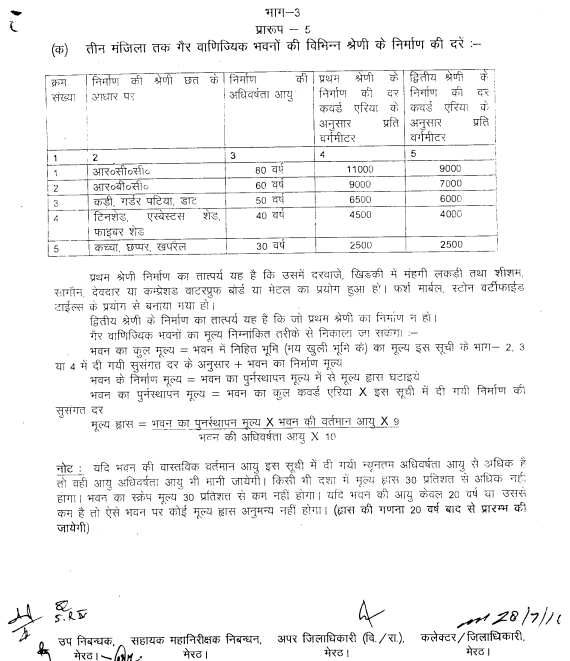 भाग–3
प्रारूप – 5
(क) तीन मंजिला तक गैर वाणिज्यिक भवनों की विभिन्न श्रेणी के निर्माण की दरें :–
क्रम संख्या | निर्माण की श्रेणी छत के आधार पर | निर्माण की अधिवर्षता आयु | प्रथम श्रेणी के निर्माण की दर कवर्ड एरिया के अनुसार प्रति वर्गमीटर | द्वितीय श्रेणी के निर्माण की दर कवर्ड एरिया के अनुसार प्रति वर्गमीटर
1 | 2 | 3 | 4 | 5
1 | आर०सी०सी० | 80 वर्ष | 11000 | 9000
2 | आर०बी०सी० | 60 वर्ष | 9000 | 7000
3 | कडी, गर्डर पटिया, डाट | 50 वर्ष | 6500 | 6000
4 | टिनशेड, एस्बेस्टस शेड, फाइबर शेड | 40 वर्ष | 4500 | 4000
5 | कच्चा, छप्पर, खपरैल | 30 वर्ष | 2500 | 2500
प्रथम श्रेणी निर्माण का तात्पर्य यह है कि उसमें दरवाजे, खिडकी में मंहगी लकड़ी तथा शीशम,
सागौन, देवदार या कम्प्रेशड वाटरप्रुफ बोर्ड या मेटल का प्रयोग हुआ हो। फर्श मार्बल, स्टोन वर्टीफाईड
टाईल्स के प्रयोग से बनाया गया हो।
द्वितीय श्रेणी के निर्माण का तात्पर्य यह है कि जो प्रथम श्रेणी का निर्माण न हो।
गैर वाणिज्यिक भवनों का मूल्य निम्नांकित तरीके से निकाला जा सकेगा :–
भवन का कुल मूल्य = भवन में निहित भूमि (मय खुली भूमि के) का मूल्य इस सूची के भाग– 2, 3
या 4 में दी गयी सुसंगत दर के अनुसार + भवन का निर्माण मूल्य
भवन के निर्माण मूल्य = भवन का पुर्नस्थापन मूल्य में से मूल्य ह्रास घटाइये
भवन का पुर्नस्थापन मूल्य = भवन का कुल कवर्ड एरिया X इस सूची में दी गयी निर्माण की
सुसंगत दर
मूल्य ह्रास = भवन का पुनर्स्थापन मूल्य X भवन की वर्तमान आयु X 9
भवन की अधिवर्षता आयु X 10
नोट : यदि भवन की वास्तविक वर्तमान आयु इस सूची में दी गयी न्यूनतम अधिवर्षता आयु से अधिक है
तो वही आयु अधिवर्षता आयु भी मानी जायेगी। किसी भी दशा में मूल्य ह्रास 30 प्रतिशत से अधिक नहीं
होगा। भवन का स्क्रेप मूल्य 30 प्रतिशत से कम नहीं होगा। यदि भवन की आयु केवल 20 वर्ष या उससे
कम है तो ऐसे भवन पर कोई मूल्य ह्रास अनुमन्य नहीं होगा। (ह्रास की गणना 20 वर्ष बाद से प्रारम्भ की
जायेगी)
उप निबन्धक, सहायक महानिरीक्षक निबन्धन, अपर जिलाधिकारी (वि./रा.), कलेक्टर/जिलाधिकारी,
मेरठ। मेरठ। मेरठ। मेरठ।